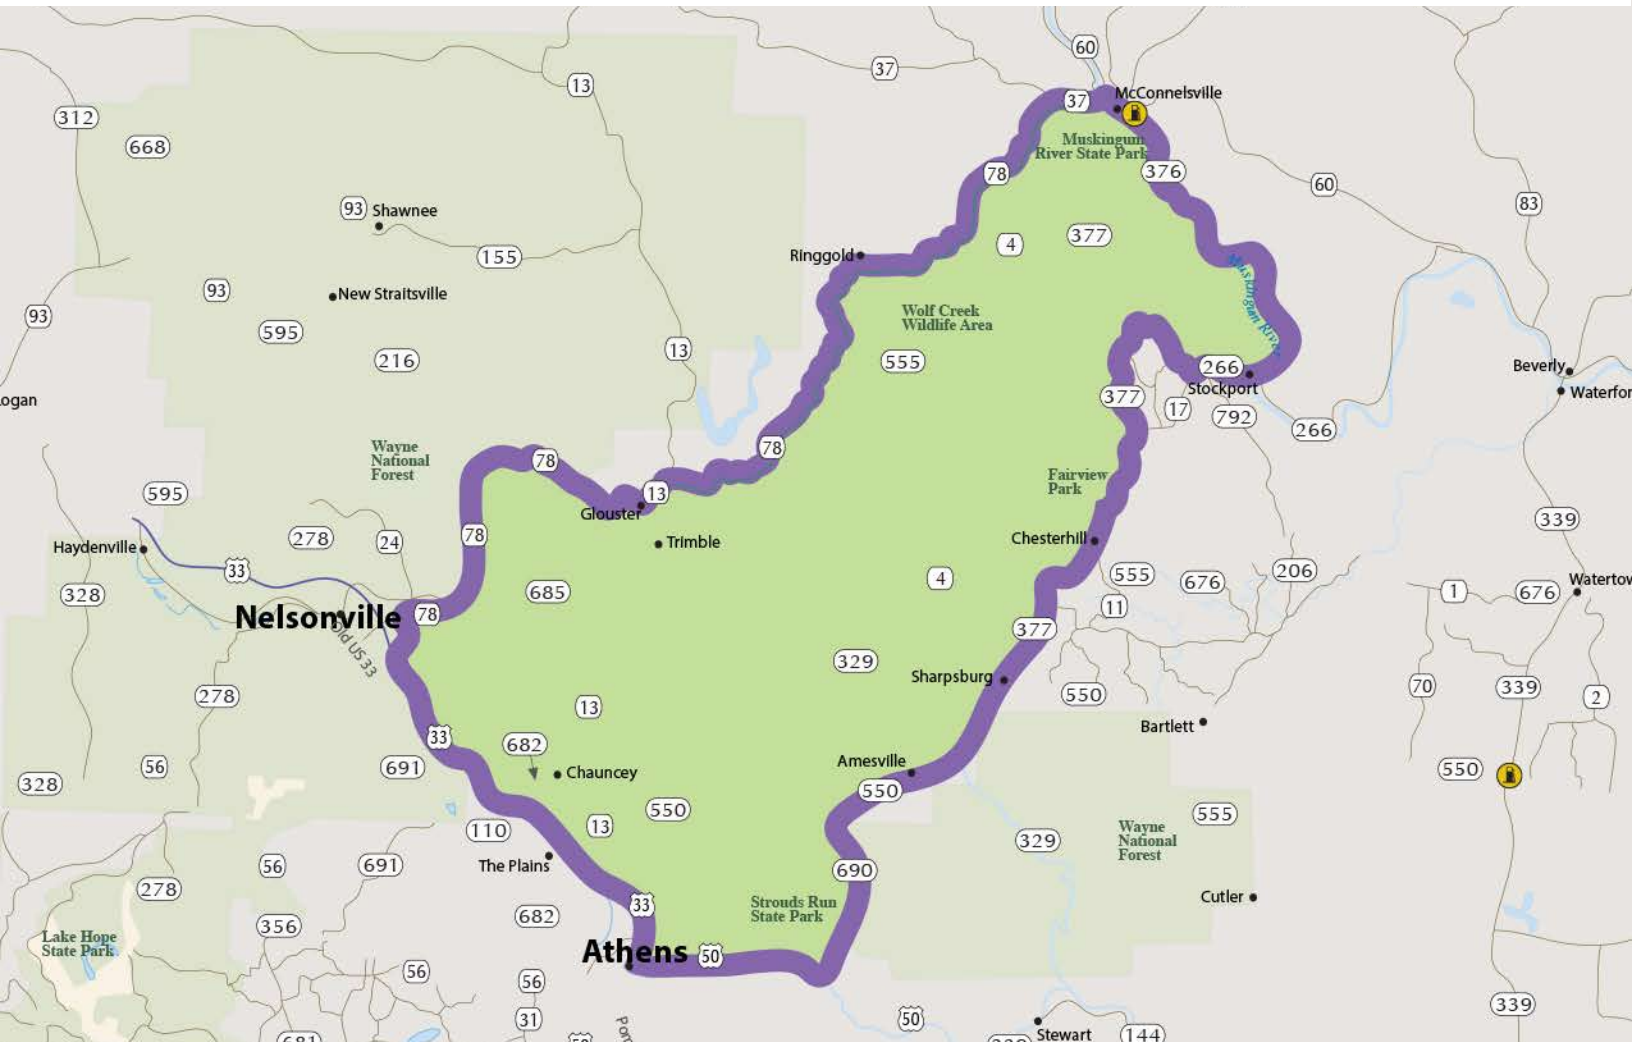 60
37
13
McConnelsville
37
312
Muskingum
River State Park
668
78
376
60
93
Shawnee
83
377
4
155
Ringgold
93
New Straitsville
Muskingum River
93
Wolf Creek
Wildlife Area
595
13
216
555
266
Beverly
Stockport
377
17
792
266
78
Wayne
National
Forest
78
Fairview
Park
595
13
Glouster
339
78
278
24
Trimble
Chesterhill
Haydenville
33
555
676
206
4
328
685
1
676
11
Nelsonville
78
Old US 33
377
329
Sharpsburg
278
550
70
339
2
13
Bartlett
33
682
Amesville
56
691
Chauncey
550
328
550
550
555
13
110
Wayne
National
Forest
329
The Plains
56
691
690
278
33
Strouds Run
State Park
Cutler
682
356
Lake Hope
State Park
Athens
50
56
56
339
31
50
Stewart
144